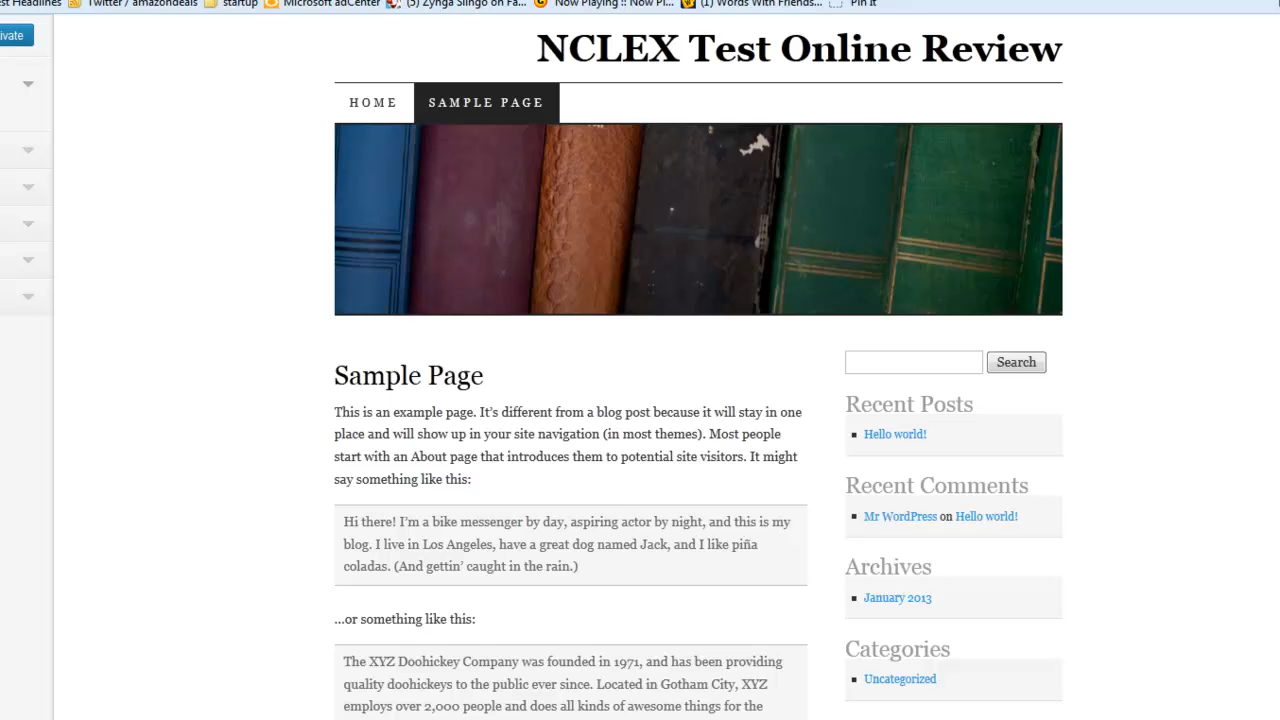 est Headlines Twitter / amazondeals startup Microsoft adCenter (5) Zynga Slingo on Fa... Now Playing :: Now Pl... (1) Words With Friends... Pin It
ivate
NCLEX Test Online Review
HOME SAMPLE PAGE
Sample Page
This is an example page. It’s different from a blog post because it will stay in one
place and will show up in your site navigation (in most themes). Most people
start with an About page that introduces them to potential site visitors. It might
say something like this:
Hi there! I’m a bike messenger by day, aspiring actor by night, and this is my
blog. I live in Los Angeles, have a great dog named Jack, and I like piña
coladas. (And gettin’ caught in the rain.)
...or something like this:
The XYZ Doohickey Company was founded in 1971, and has been providing
quality doohickeys to the public ever since. Located in Gotham City, XYZ
employs over 2,000 people and does all kinds of awesome things for the
Search
Recent Posts
Hello world!
Recent Comments
Mr WordPress on Hello world!
Archives
January 2013
Categories
Uncategorized